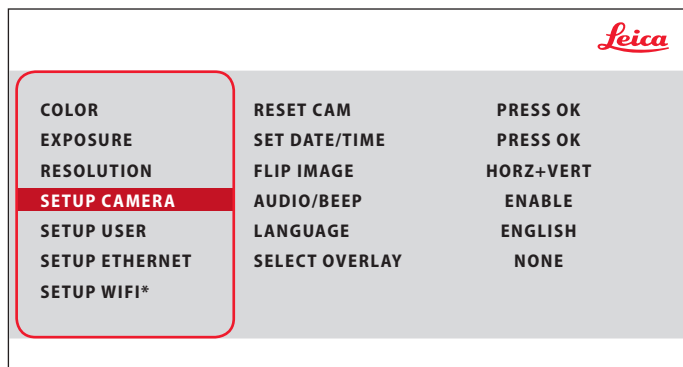 Leica
COLOR RESET CAM PRESS OK
EXPOSURE SET DATE/TIME PRESS OK
RESOLUTION FLIP IMAGE HORZ+VERT
SETUP CAMERA AUDIO/BEEP ENABLE
SETUP USER LANGUAGE ENGLISH
SETUP ETHERNET SELECT OVERLAY NONE
SETUP WIFI*